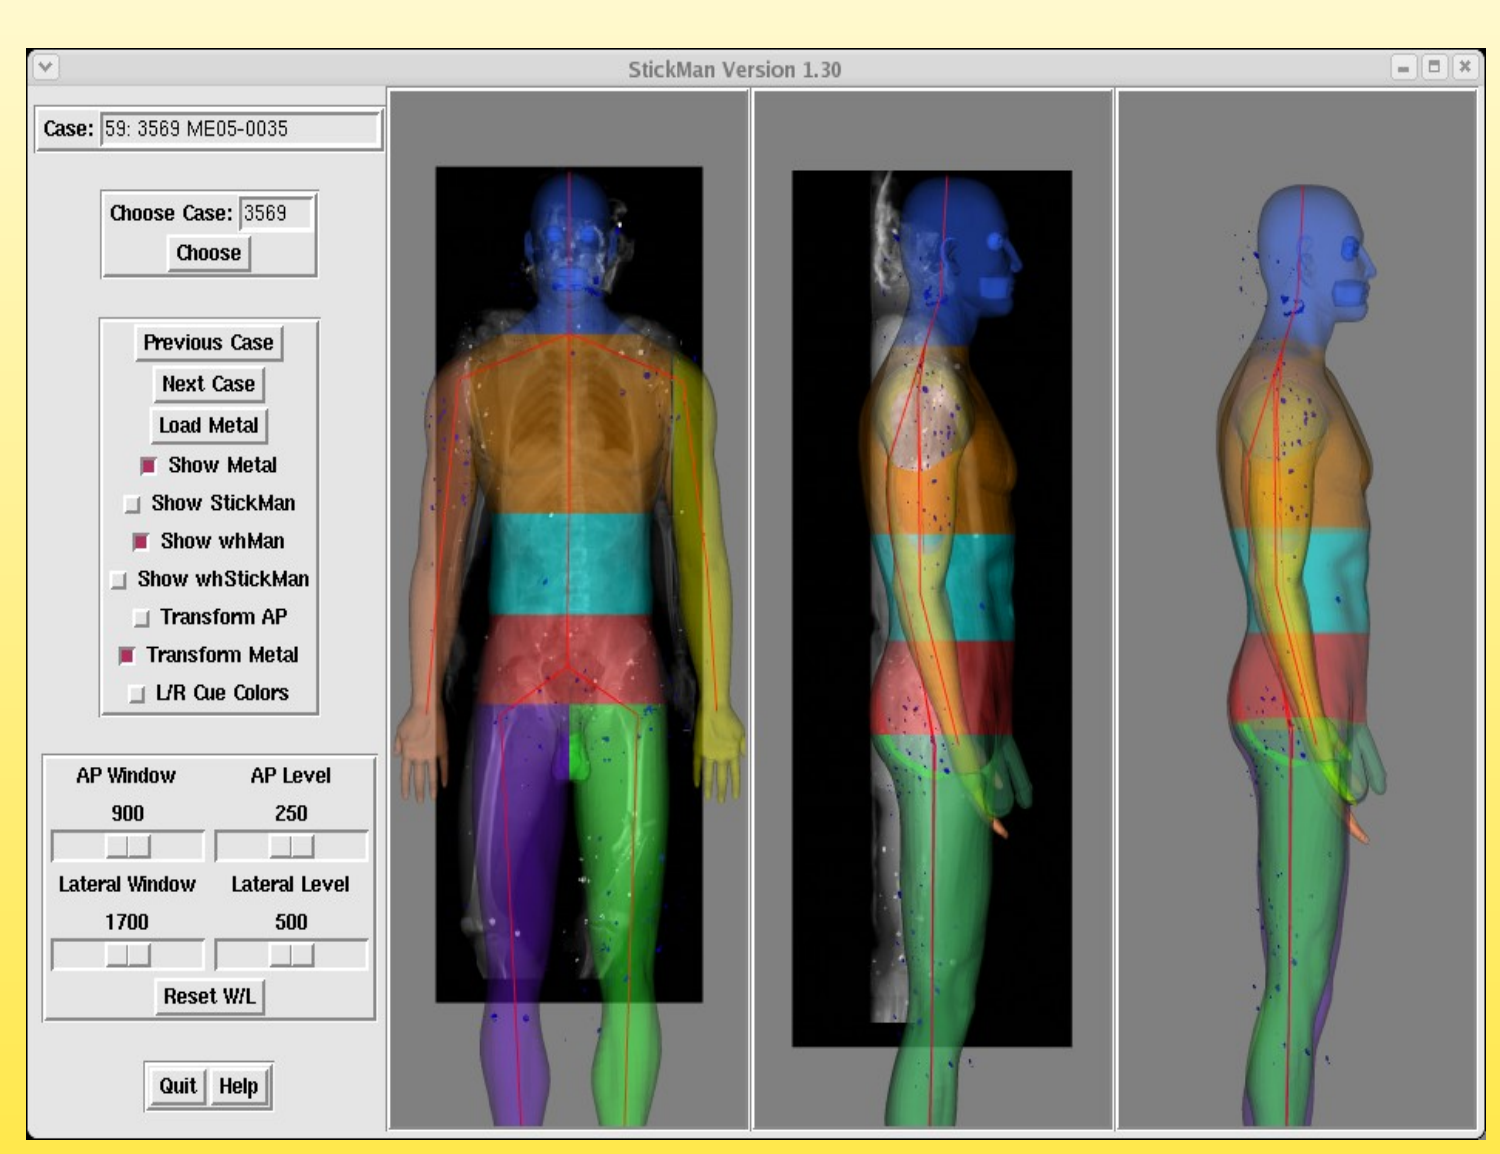 StickMan Version 1.30
Case: 59: 3569 ME05-0035
Choose Case: 3569
Choose
Previous Case
Next Case
Load Metal
Show Metal
Show StickMan
Show whMan
Show whStickMan
Transform AP
Transform Metal
L/R Cue Colors
AP Window AP Level
900 250
Lateral Window Lateral Level
1700 500
Reset W/L
Quit Help